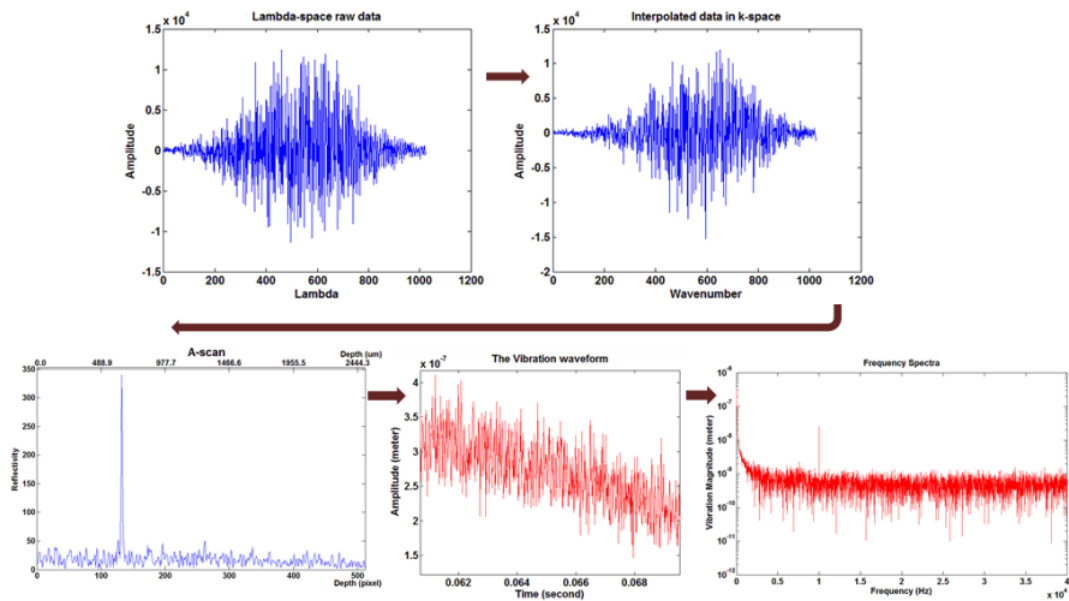 Lambda-space raw data
x 10^4
1.5
1
0.5
0
-0.5
-1
-1.5
Amplitude
0 200 400 600 800 1000 1200
Lambda
Interpolated data in k-space
x 10^4
1.5
1
0.5
0
-0.5
-1
-1.5
-2
Amplitude
0 200 400 600 800 1000 1200
Wavenumber
A-scan
Depth (um)
0.0 488.9 977.7 1466.6 1955.5 2444.3
350
300
250
200
150
100
50
0
Reflectivity
0 100 200 300 400 500
Depth (pixel)
The Vibration waveform
x 10^-7
4
3.5
3
2.5
2
1.5
Amplitude (meter)
0.062 0.064 0.066 0.068
Time (second)
Frequency Spectra
10^-6
10^-7
10^-8
10^-9
10^-10
10^-11
10^-12
Vibration Magnitude (meter)
0 0.5 1 1.5 2 2.5 3 3.5 4
Frequency (Hz)
x 10^4